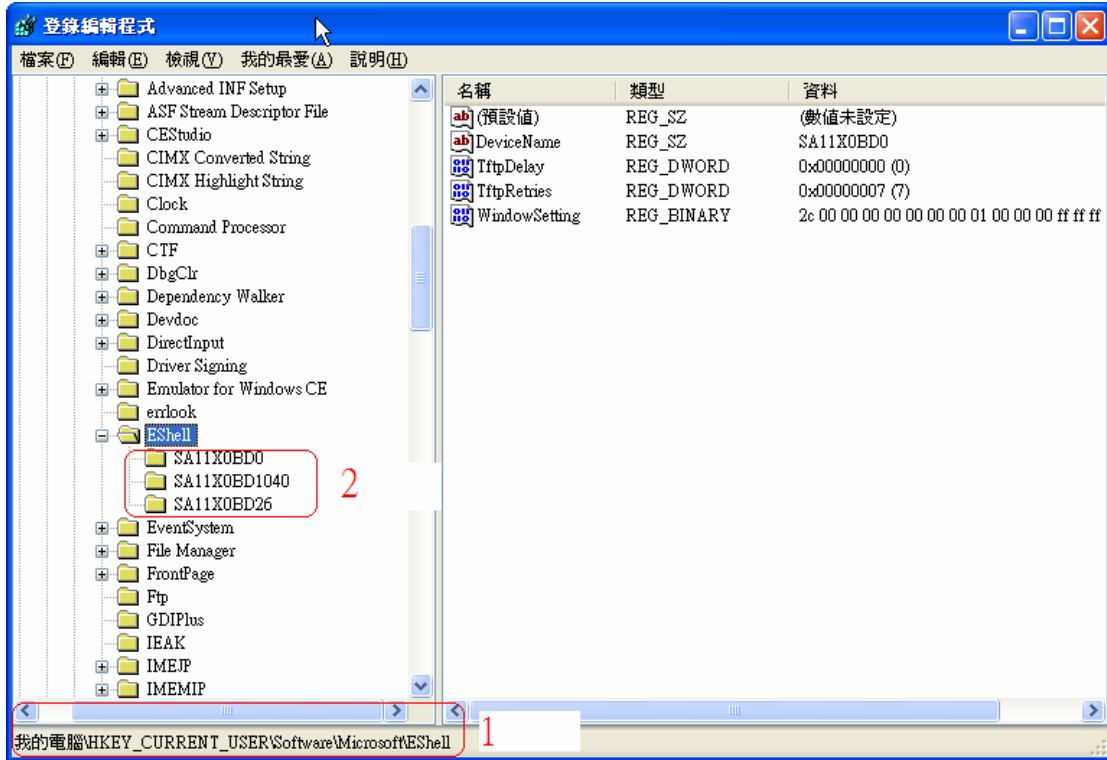 登錄編輯程式
檔案(F) 編輯(E) 檢視(V) 我的最愛(A) 說明(H)
Advanced INF Setup
ASF Stream Descriptor File
CEStudio
CIMX Converted String
CIMX Highlight String
Clock
Command Processor
CTF
DbgClr
Dependency Walker
Devdoc
DirectInput
Driver Signing
Emulator for Windows CE
errlook
EShell
SA11X0BD0
SA11X0BD1040
SA11X0BD26
2
EventSystem
File Manager
FrontPage
Ftp
GDIPlus
IEAK
IMEJP
IMEMIP
名稱 類型 資料
(預設值) REG_SZ (數值未設定)
DeviceName REG_SZ SA11X0BD0
TftpDelay REG_DWORD 0x00000000 (0)
TftpRetries REG_DWORD 0x00000007 (7)
WindowSetting REG_BINARY 2c 00 00 00 00 00 00 00 01 00 00 00 ff ff ff
我的電腦\HKEY_CURRENT_USER\Software\Microsoft\EShell
1